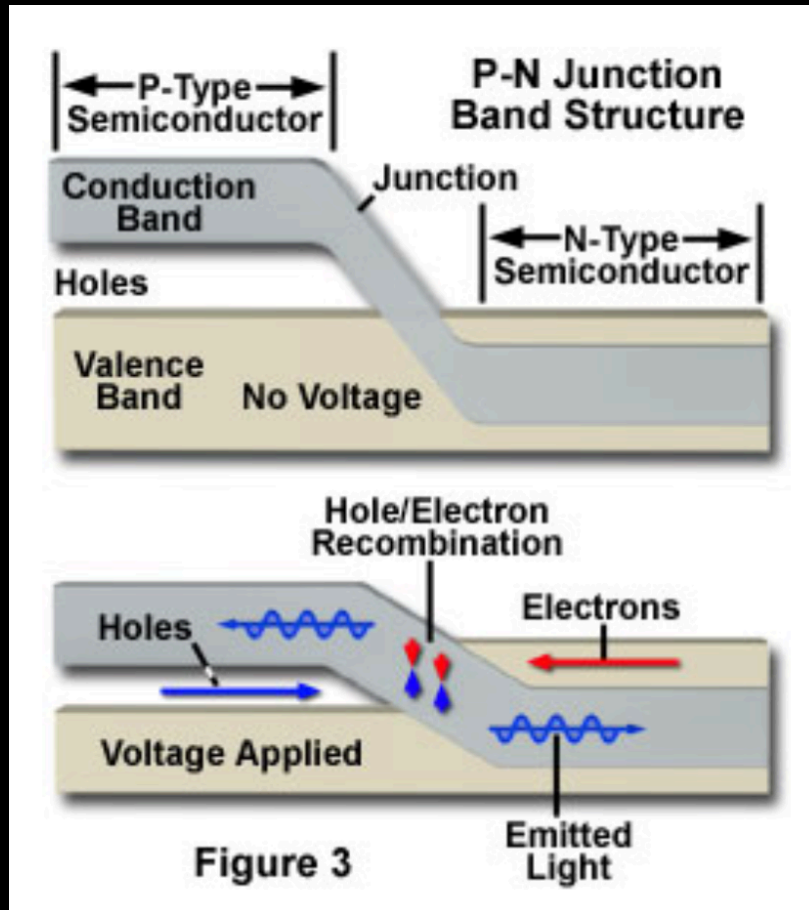 P-Type
Semiconductor
P-N Junction
Band Structure
Conduction
Band
Junction
N-Type
Semiconductor
Holes
Valence
Band
No Voltage
Hole/Electron
Recombination
Holes
Electrons
Voltage Applied
Emitted
Light
Figure 3